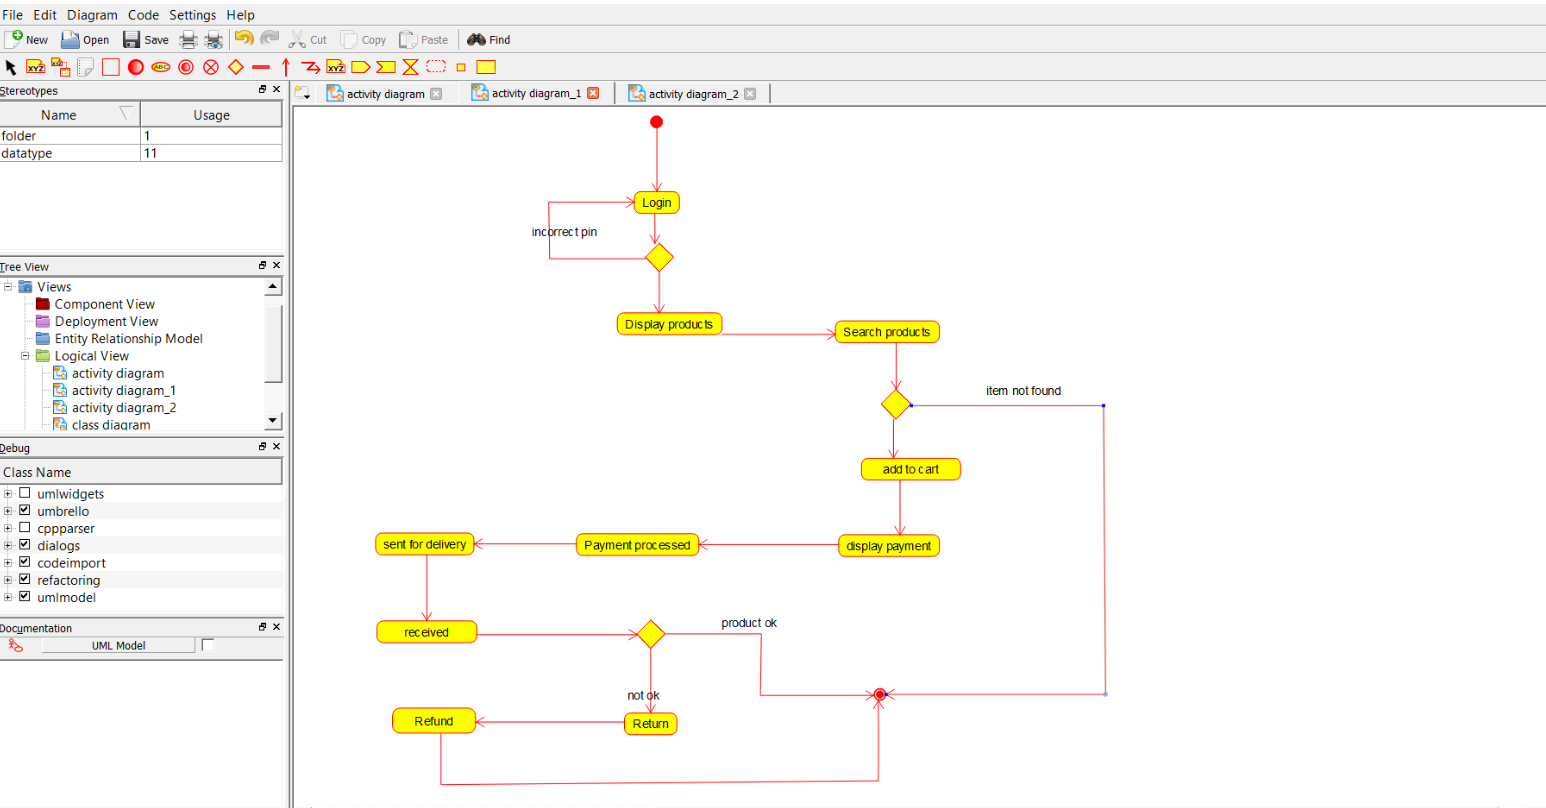 File Edit Diagram Code Settings Help
New Open Save Cut Copy Paste Find
XYZ XYZ ABC XYZ
Stereotypes
Name Usage
folder 1
datatype 11
Tree View
Views
Component View
Deployment View
Entity Relationship Model
Logical View
activity diagram
activity diagram_1
activity diagram_2
class diagram
Debug
Class Name
umlwidgets
umbrello
cppparser
dialogs
codeimport
refactoring
umlmodel
Documentation
UML Model
activity diagram activity diagram_1 activity diagram_2
Login
incorrect pin
Display products
Search products
item not found
add to cart
sent for delivery
Payment processed
display payment
received
product ok
not ok
Refund
Return